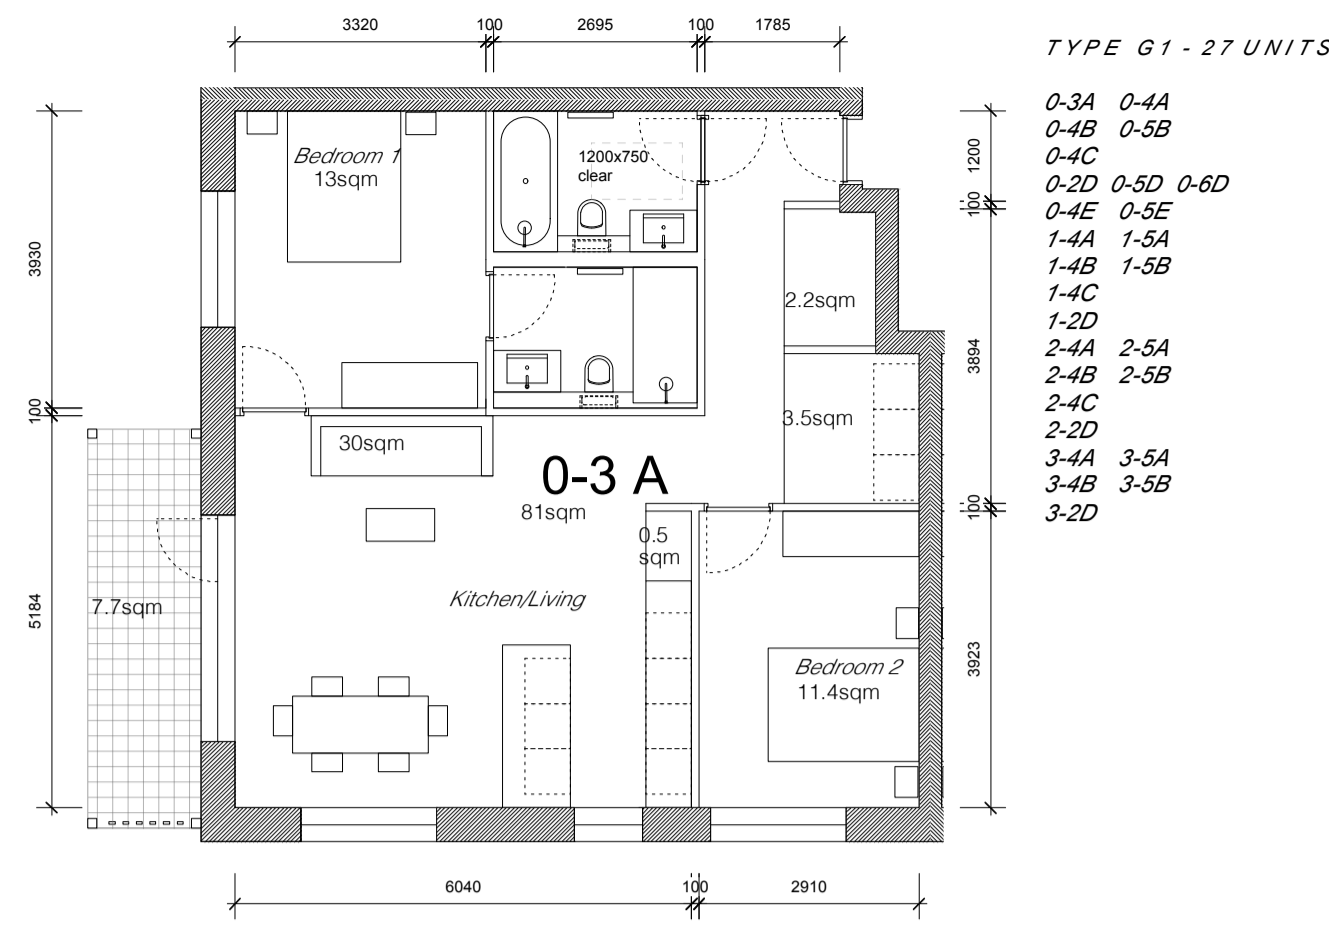 3320 100 2695 100 1785
TYPE G1 - 27 UNITS
0-3A 0-4A
0-4B 0-5B
0-4C
0-2D 0-5D 0-6D
0-4E 0-5E
1-4A 1-5A
1-4B 1-5B
1-4C
1-2D
2-4A 2-5A
2-4B 2-5B
2-4C
2-2D
3-4A 3-5A
3-4B 3-5B
3-2D
Bedroom 1
13sqm
1200x750
clear
1200
100
3930
2.2sqm
3894
100
3.5sqm
30sqm
0-3 A
81sqm
100
0.5
sqm
Kitchen/Living
7.7sqm
5184
3923
Bedroom 2
11.4sqm
6040 100 2910